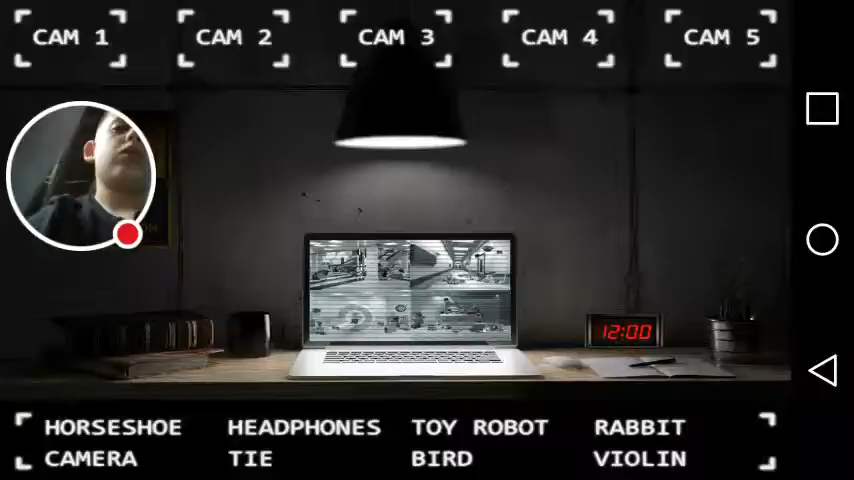 CAM 1 CAM 2 CAM 3 CAM 4 CAM 5
12:00
HORSESHOE HEADPHONES TOY ROBOT RABBIT
CAMERA TIE BIRD VIOLIN